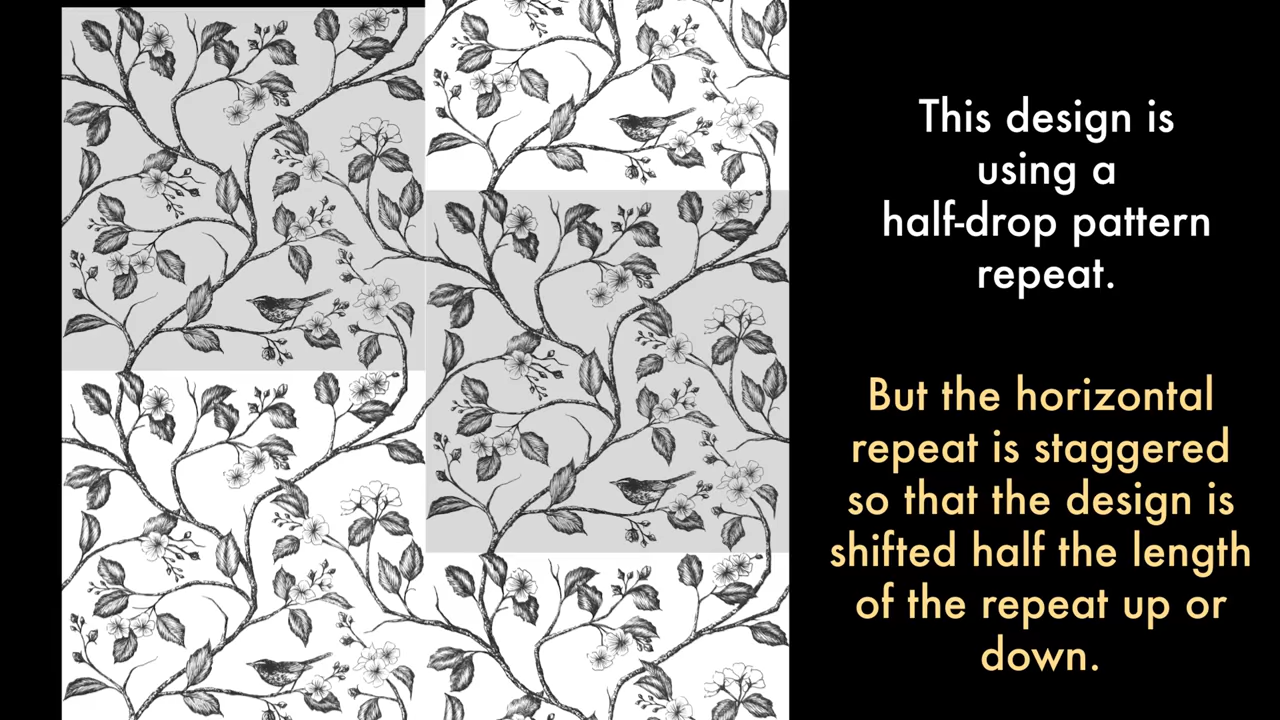 This design is
using a
half-drop pattern
repeat.
But the horizontal
repeat is staggered
so that the design is
shifted half the length
of the repeat up or
down.